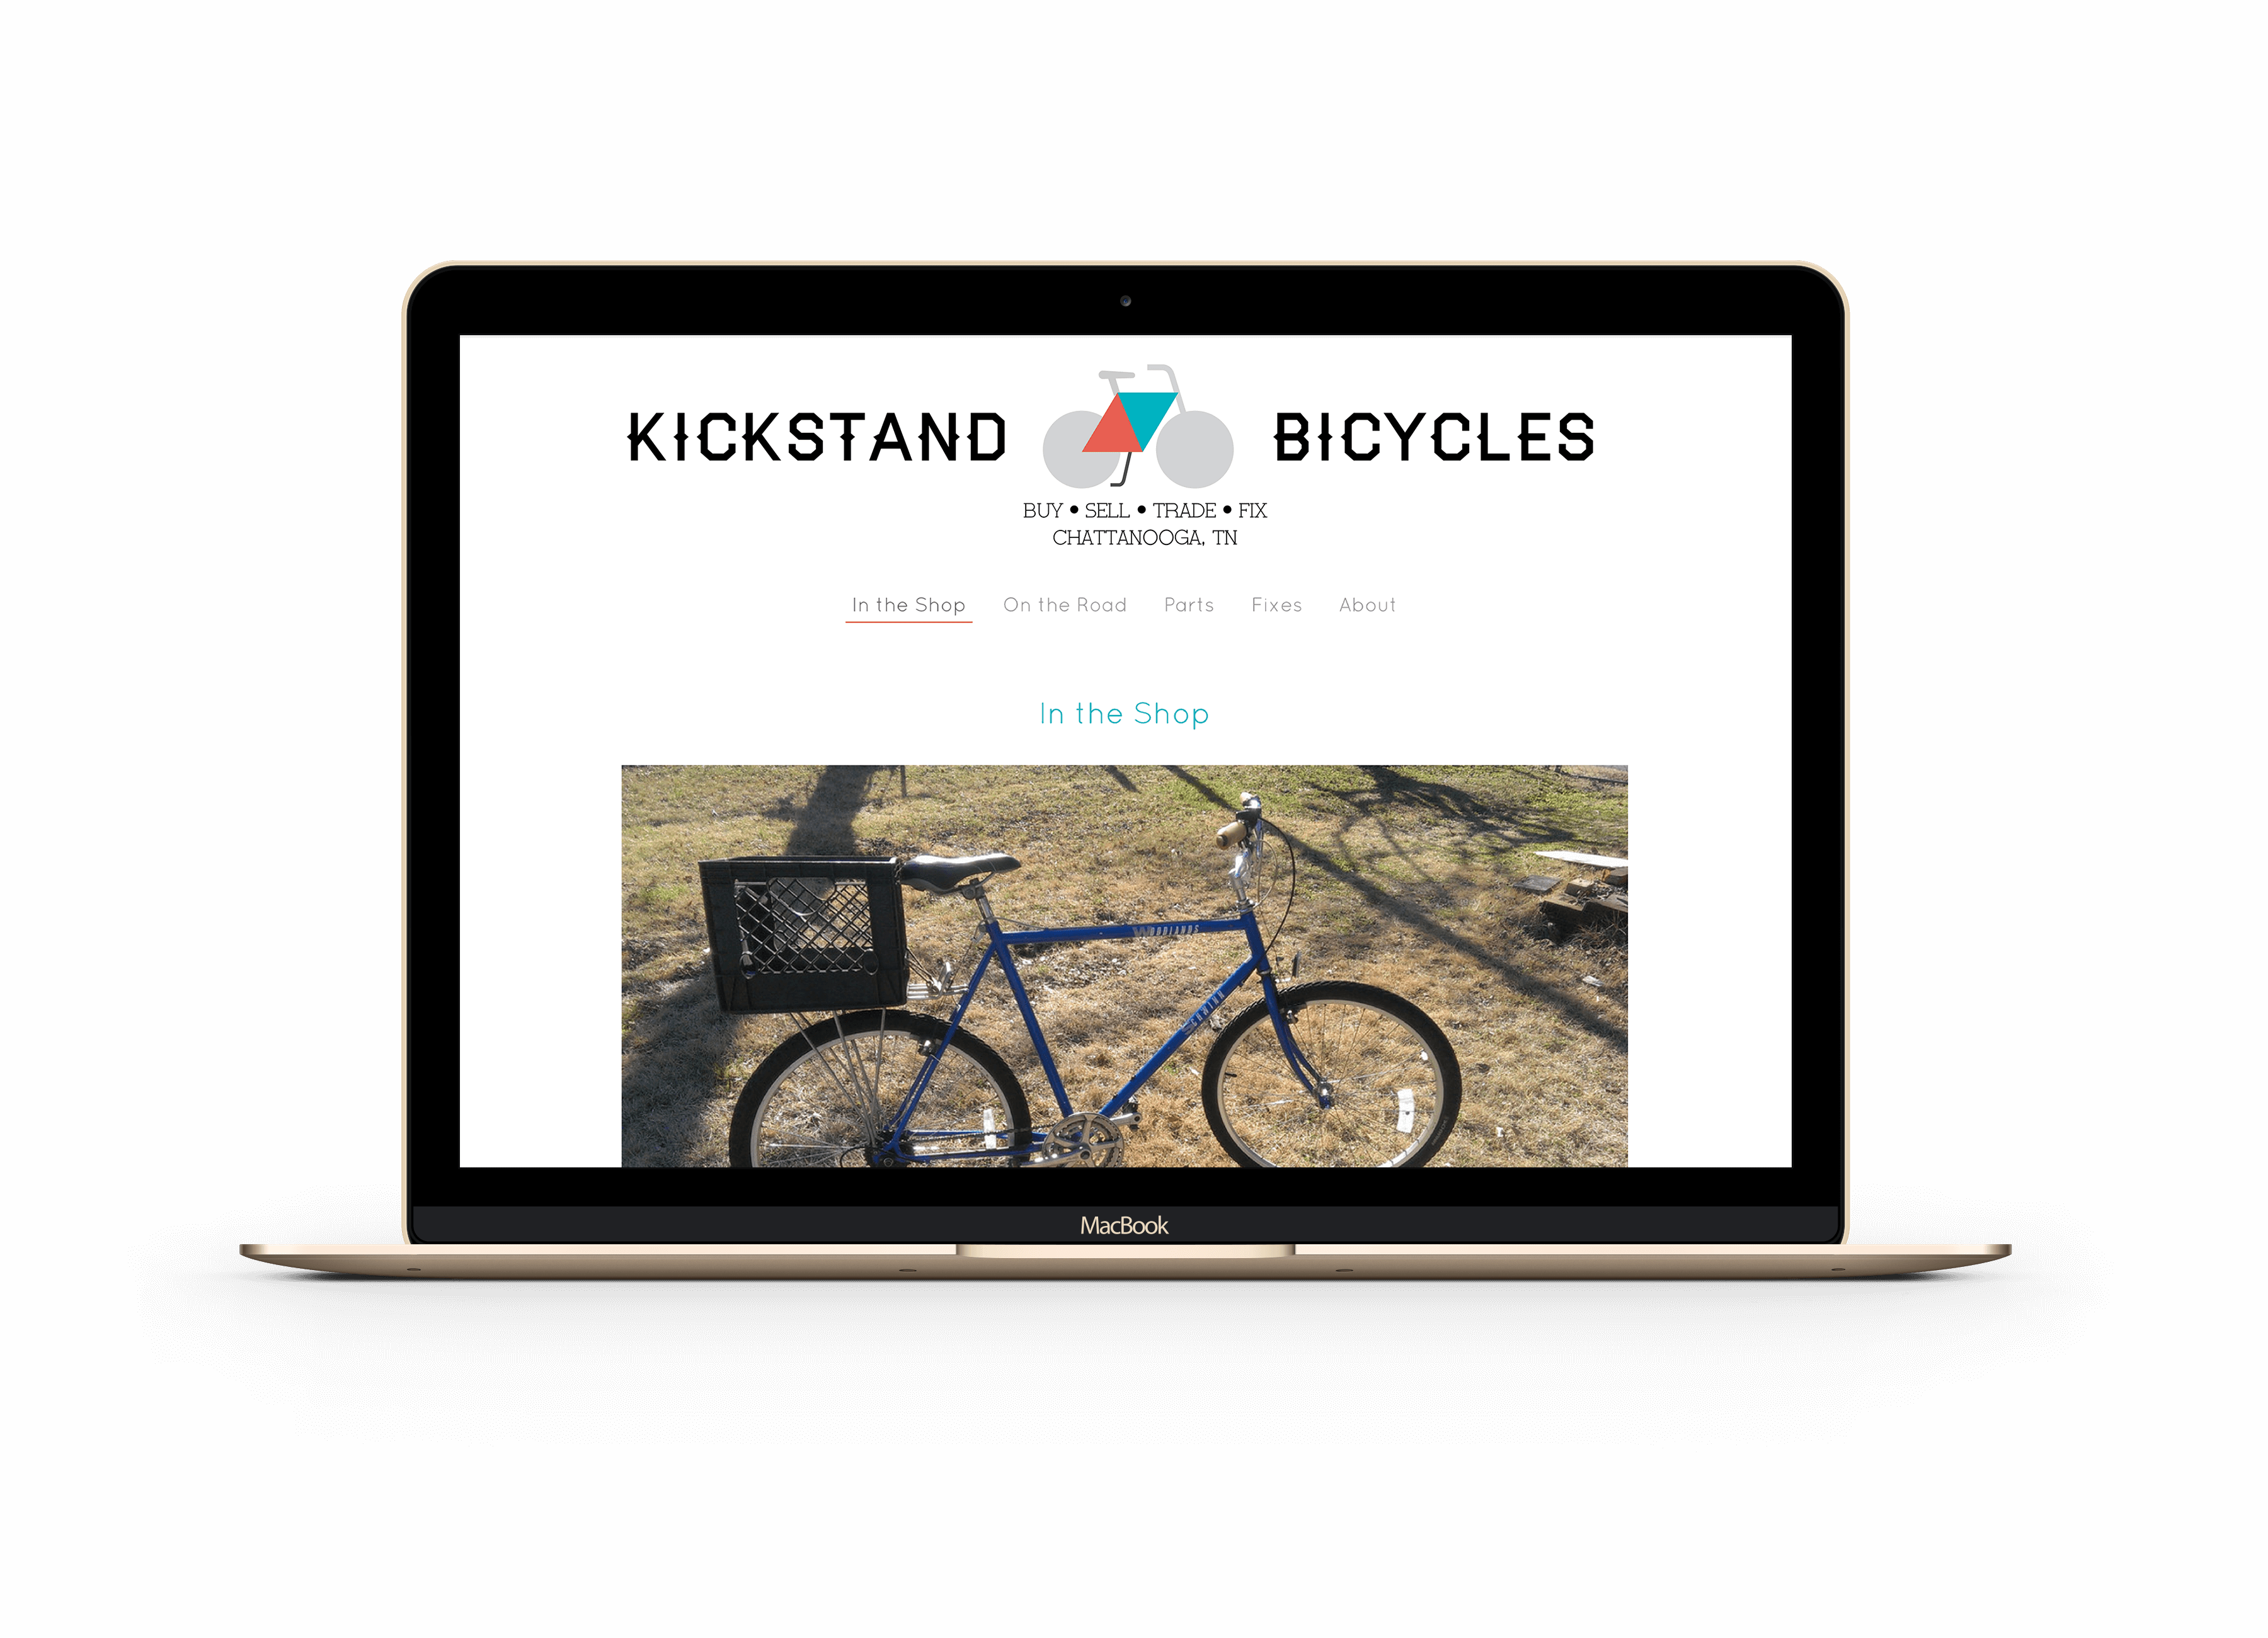 KICKSTAND BICYCLES
BUY • SELL • TRADE • FIX
CHATTANOOGA, TN
In the Shop On the Road Parts Fixes About
In the Shop
WOODLANDS
SCHWINN
MacBook